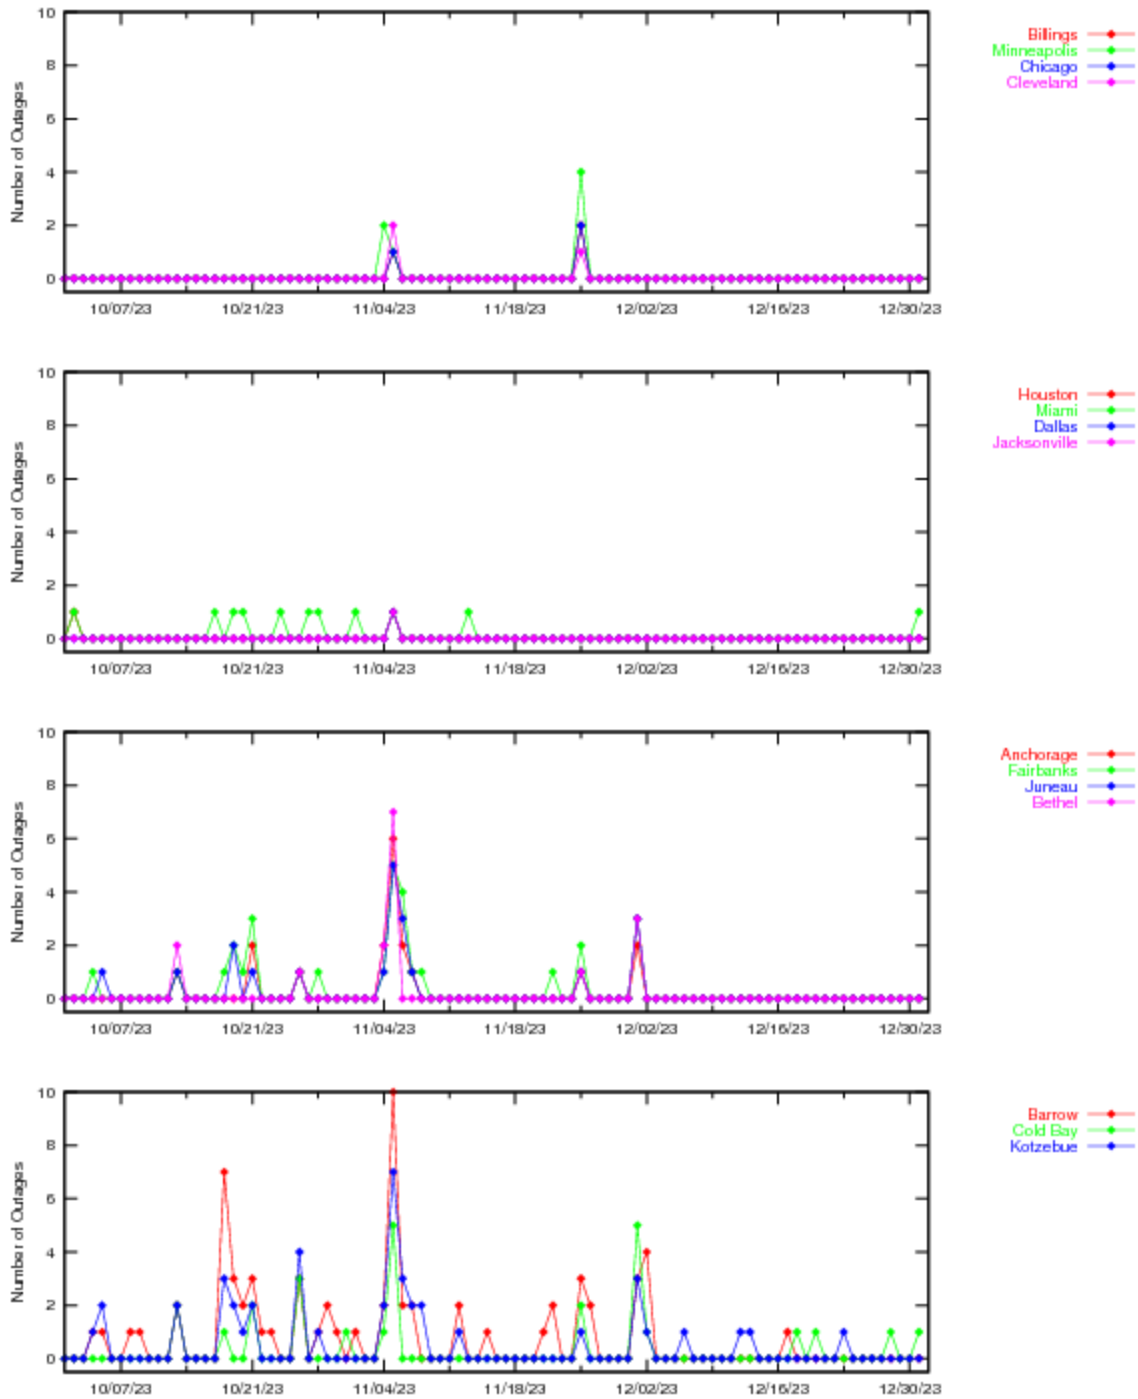 10
8
6
4
2
0
Number of Outages
10/07/23 10/21/23 11/04/23 11/18/23 12/02/23 12/16/23 12/30/23
Billings
Minneapolis
Chicago
Cleveland
10
8
6
4
2
0
Number of Outages
10/07/23 10/21/23 11/04/23 11/18/23 12/02/23 12/16/23 12/30/23
Houston
Miami
Dallas
Jacksonville
10
8
6
4
2
0
Number of Outages
10/07/23 10/21/23 11/04/23 11/18/23 12/02/23 12/16/23 12/30/23
Anchorage
Fairbanks
Juneau
Bethel
10
8
6
4
2
0
Number of Outages
10/07/23 10/21/23 11/04/23 11/18/23 12/02/23 12/16/23 12/30/23
Barrow
Cold Bay
Kotzebue